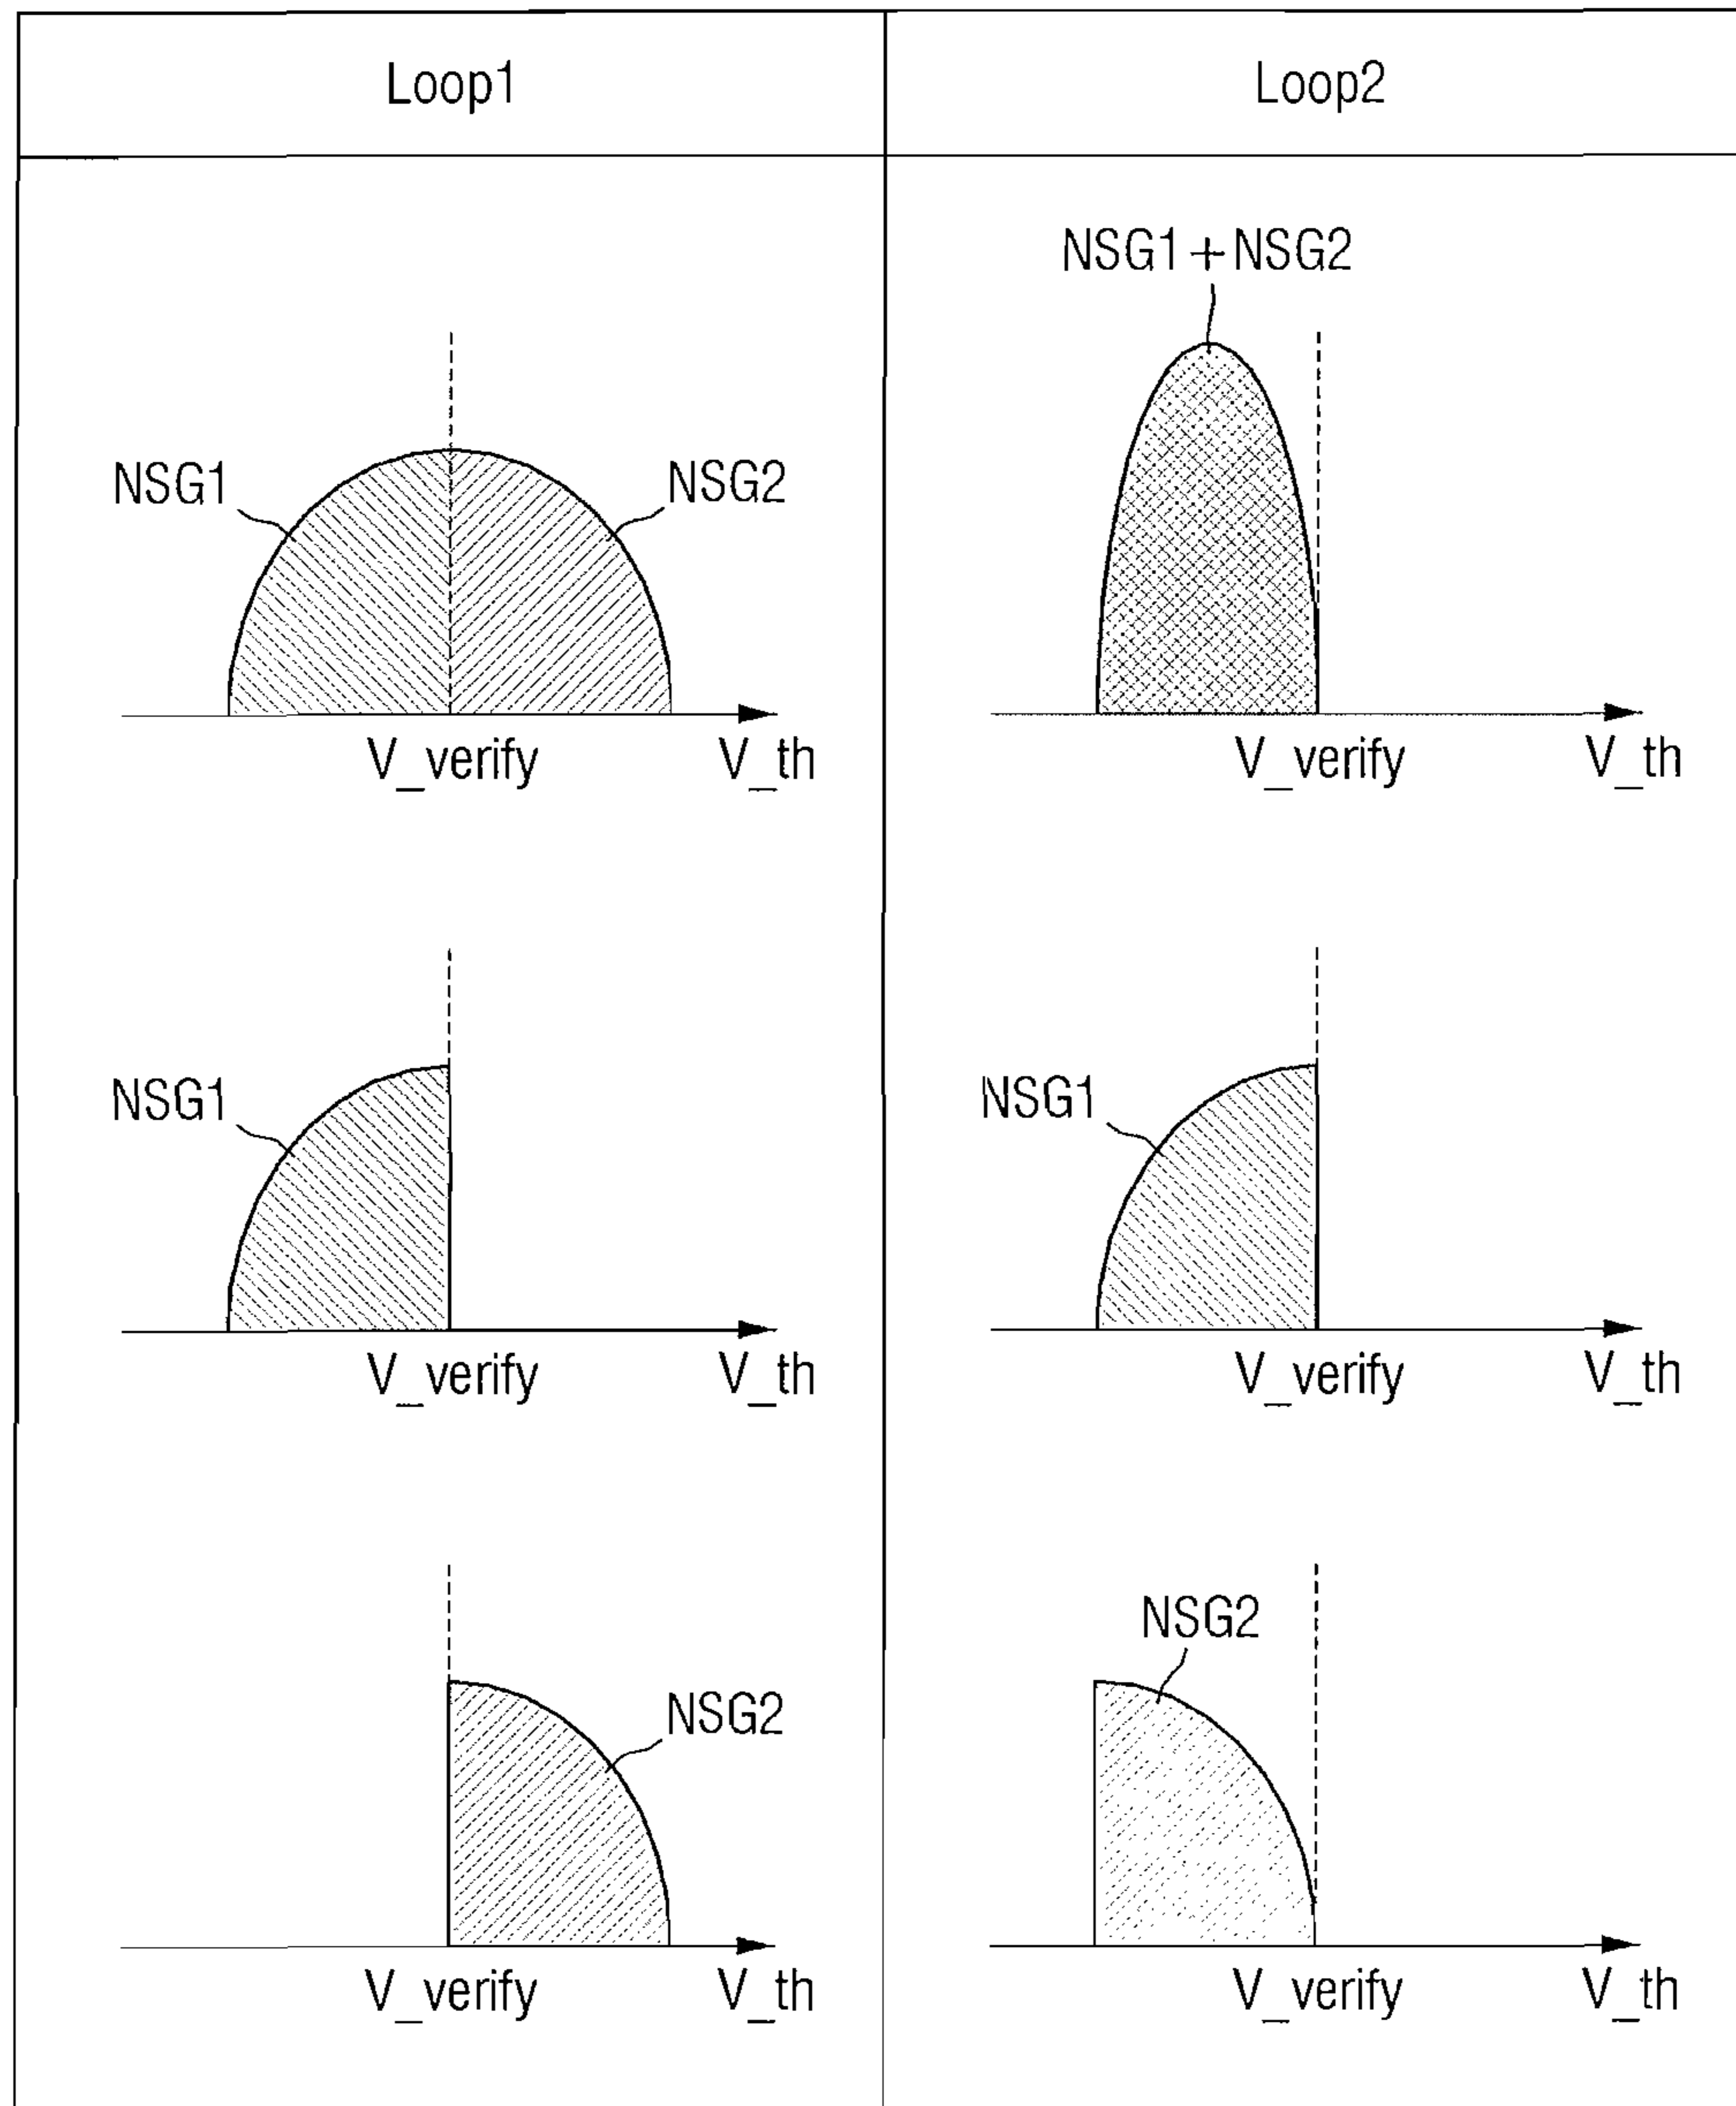 Loop1
Loop2
NSG1+NSG2
NSG1
NSG2
V_verify
V_th
V_verify
V_th
NSG1
NSG1
V_verify
V_th
V_verify
V_th
NSG2
NSG2
V_verify
V_th
V_verify
V_th